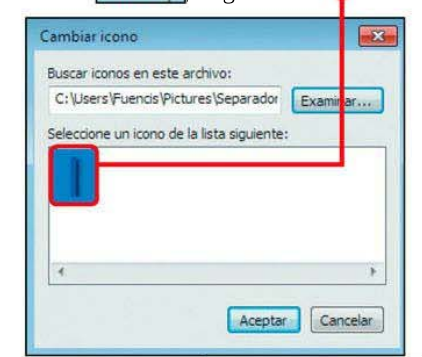 Cambiar icono
Buscar iconos en este archivo:
C:\Users\Fuencis\Pictures\Separador
Examinar...
Seleccione un icono de la lista siguiente:
Aceptar
Cancelar